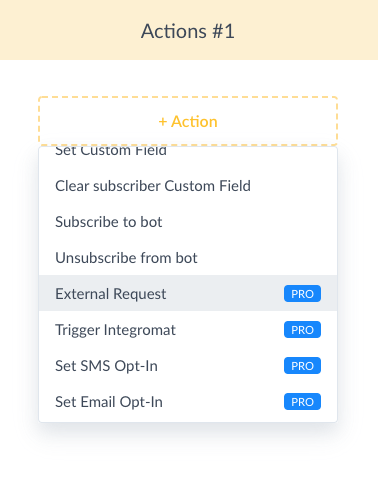 Actions #1
+ Action
Set Custom Field
Clear subscriber Custom Field
Subscribe to bot
Unsubscribe from bot
External Request PRO
Trigger Integromat PRO
Set SMS Opt-In PRO
Set Email Opt-In PRO